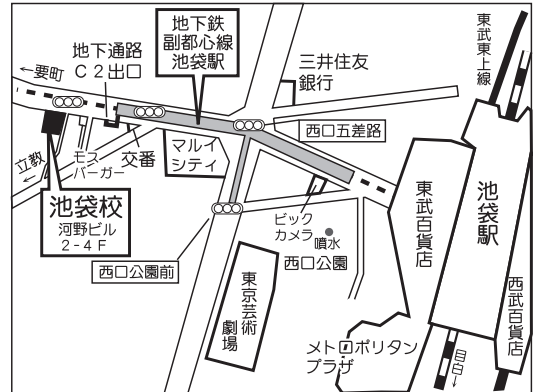 地下鉄
副都心線
池袋駅
東武東上線
地下通路
C2出口
←要町
三井住友
銀行
西口五差路
立教
←
モス
バーガー
交番
マルイ
シティ
池袋校
河野ビル
2-4F
ビック
カメラ
噴水
西口公園
東武百貨店
池袋駅
西武百貨店
西口公園前
東京芸術
劇場
メトロポリタン
プラザ
目白→